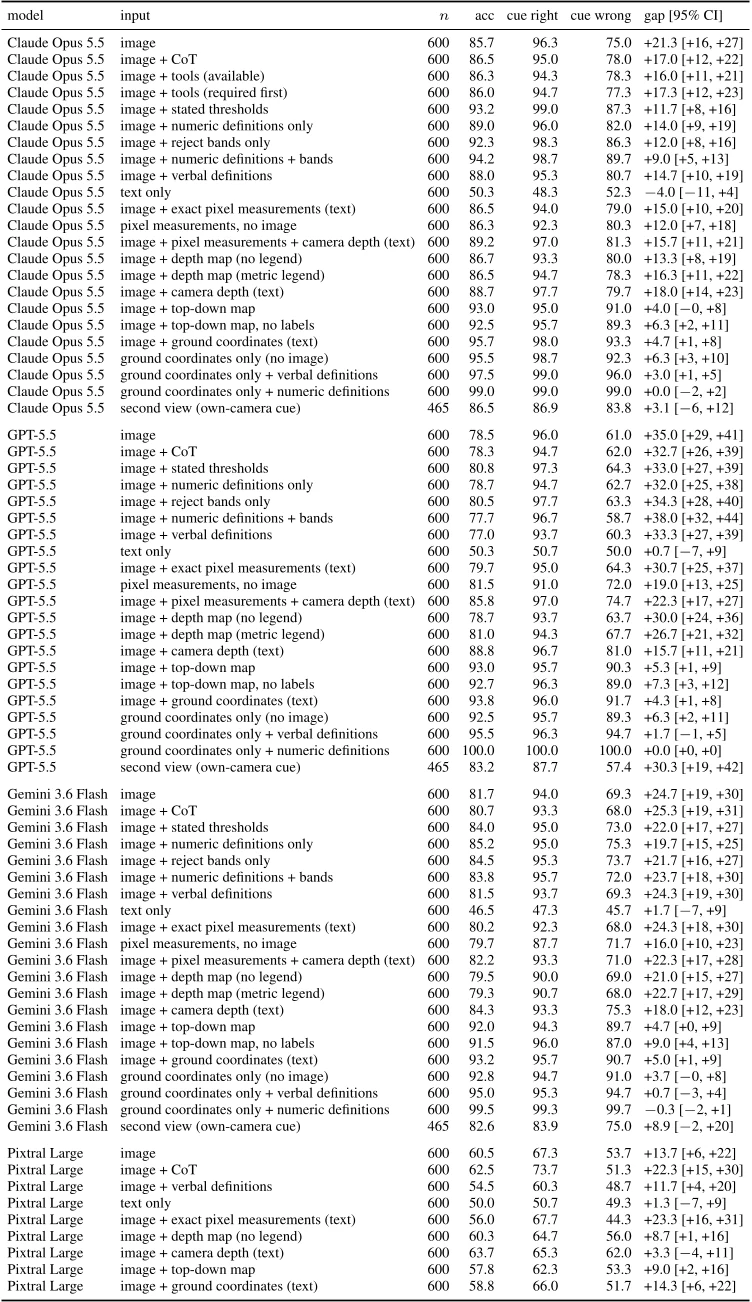 model input n acc cue right cue wrong gap [95% CI]
Claude Opus 5.5 image 600 85.7 96.3 75.0 +21.3 [+16, +27]
Claude Opus 5.5 image + CoT 600 86.5 95.0 78.0 +17.0 [+12, +22]
Claude Opus 5.5 image + tools (available) 600 86.3 94.3 78.3 +16.0 [+11, +21]
Claude Opus 5.5 image + tools (required first) 600 86.0 94.7 77.3 +17.3 [+12, +23]
Claude Opus 5.5 image + stated thresholds 600 93.2 99.0 87.3 +11.7 [+8, +16]
Claude Opus 5.5 image + numeric definitions only 600 89.0 96.0 82.0 +14.0 [+9, +19]
Claude Opus 5.5 image + reject bands only 600 92.3 98.3 86.3 +12.0 [+8, +16]
Claude Opus 5.5 image + numeric definitions + bands 600 94.2 98.7 89.7 +9.0 [+5, +13]
Claude Opus 5.5 image + verbal definitions 600 88.0 95.3 80.7 +14.7 [+10, +19]
Claude Opus 5.5 text only 600 50.3 48.3 52.3 −4.0 [−11, +4]
Claude Opus 5.5 image + exact pixel measurements (text) 600 86.5 94.0 79.0 +15.0 [+10, +20]
Claude Opus 5.5 pixel measurements, no image 600 86.3 92.3 80.3 +12.0 [+7, +18]
Claude Opus 5.5 image + pixel measurements + camera depth (text) 600 89.2 97.0 81.3 +15.7 [+11, +21]
Claude Opus 5.5 image + depth map (no legend) 600 86.7 93.3 80.0 +13.3 [+8, +19]
Claude Opus 5.5 image + depth map (metric legend) 600 86.5 94.7 78.3 +16.3 [+11, +22]
Claude Opus 5.5 image + camera depth (text) 600 88.7 97.7 79.7 +18.0 [+14, +23]
Claude Opus 5.5 image + top-down map 600 93.0 95.0 91.0 +4.0 [−0, +8]
Claude Opus 5.5 image + top-down map, no labels 600 92.5 95.7 89.3 +6.3 [+2, +11]
Claude Opus 5.5 image + ground coordinates (text) 600 95.7 98.0 93.3 +4.7 [+1, +8]
Claude Opus 5.5 ground coordinates only (no image) 600 95.5 98.7 92.3 +6.3 [+3, +10]
Claude Opus 5.5 ground coordinates only + verbal definitions 600 97.5 99.0 96.0 +3.0 [+1, +5]
Claude Opus 5.5 ground coordinates only + numeric definitions 600 99.0 99.0 99.0 +0.0 [−2, +2]
Claude Opus 5.5 second view (own-camera cue) 465 86.5 86.9 83.8 +3.1 [−6, +12]
GPT-5.5 image 600 78.5 96.0 61.0 +35.0 [+29, +41]
GPT-5.5 image + CoT 600 78.3 94.7 62.0 +32.7 [+26, +39]
GPT-5.5 image + stated thresholds 600 80.8 97.3 64.3 +33.0 [+27, +39]
GPT-5.5 image + numeric definitions only 600 78.7 94.7 62.7 +32.0 [+25, +38]
GPT-5.5 image + reject bands only 600 80.5 97.7 63.3 +34.3 [+28, +40]
GPT-5.5 image + numeric definitions + bands 600 77.7 96.7 58.7 +38.0 [+32, +44]
GPT-5.5 image + verbal definitions 600 77.0 93.7 60.3 +33.3 [+27, +39]
GPT-5.5 text only 600 50.3 50.7 50.0 +0.7 [−7, +9]
GPT-5.5 image + exact pixel measurements (text) 600 79.7 95.0 64.3 +30.7 [+25, +37]
GPT-5.5 pixel measurements, no image 600 81.5 91.0 72.0 +19.0 [+13, +25]
GPT-5.5 image + pixel measurements + camera depth (text) 600 85.8 97.0 74.7 +22.3 [+17, +27]
GPT-5.5 image + depth map (no legend) 600 78.7 93.7 63.7 +30.0 [+24, +36]
GPT-5.5 image + depth map (metric legend) 600 81.0 94.3 67.7 +26.7 [+21, +32]
GPT-5.5 image + camera depth (text) 600 88.8 96.7 81.0 +15.7 [+11, +21]
GPT-5.5 image + top-down map 600 93.0 95.7 90.3 +5.3 [+1, +9]
GPT-5.5 image + top-down map, no labels 600 92.7 96.3 89.0 +7.3 [+3, +12]
GPT-5.5 image + ground coordinates (text) 600 93.8 96.0 91.7 +4.3 [+1, +8]
GPT-5.5 ground coordinates only (no image) 600 92.5 95.7 89.3 +6.3 [+2, +11]
GPT-5.5 ground coordinates only + verbal definitions 600 95.5 96.3 94.7 +1.7 [−1, +5]
GPT-5.5 ground coordinates only + numeric definitions 600 100.0 100.0 100.0 +0.0 [+0, +0]
GPT-5.5 second view (own-camera cue) 465 83.2 87.7 57.4 +30.3 [+19, +42]
Gemini 3.6 Flash image 600 81.7 94.0 69.3 +24.7 [+19, +30]
Gemini 3.6 Flash image + CoT 600 80.7 93.3 68.0 +25.3 [+19, +31]
Gemini 3.6 Flash image + stated thresholds 600 84.0 95.0 73.0 +22.0 [+17, +27]
Gemini 3.6 Flash image + numeric definitions only 600 85.2 95.0 75.3 +19.7 [+15, +25]
Gemini 3.6 Flash image + reject bands only 600 84.5 95.3 73.7 +21.7 [+16, +27]
Gemini 3.6 Flash image + numeric definitions + bands 600 83.8 95.7 72.0 +23.7 [+18, +30]
Gemini 3.6 Flash image + verbal definitions 600 81.5 93.7 69.3 +24.3 [+19, +30]
Gemini 3.6 Flash text only 600 46.5 47.3 45.7 +1.7 [−7, +9]
Gemini 3.6 Flash image + exact pixel measurements (text) 600 80.2 92.3 68.0 +24.3 [+18, +30]
Gemini 3.6 Flash pixel measurements, no image 600 79.7 87.7 71.7 +16.0 [+10, +23]
Gemini 3.6 Flash image + pixel measurements + camera depth (text) 600 82.2 93.3 71.0 +22.3 [+17, +28]
Gemini 3.6 Flash image + depth map (no legend) 600 79.5 90.0 69.0 +21.0 [+15, +27]
Gemini 3.6 Flash image + depth map (metric legend) 600 79.3 90.7 68.0 +22.7 [+17, +29]
Gemini 3.6 Flash image + camera depth (text) 600 84.3 93.3 75.3 +18.0 [+12, +23]
Gemini 3.6 Flash image + top-down map 600 92.0 94.3 89.7 +4.7 [+0, +9]
Gemini 3.6 Flash image + top-down map, no labels 600 91.5 96.0 87.0 +9.0 [+4, +13]
Gemini 3.6 Flash image + ground coordinates (text) 600 93.2 95.7 90.7 +5.0 [+1, +9]
Gemini 3.6 Flash ground coordinates only (no image) 600 92.8 94.7 91.0 +3.7 [−0, +8]
Gemini 3.6 Flash ground coordinates only + verbal definitions 600 95.0 95.3 94.7 +0.7 [−3, +4]
Gemini 3.6 Flash ground coordinates only + numeric definitions 600 99.5 99.3 99.7 −0.3 [−2, +1]
Gemini 3.6 Flash second view (own-camera cue) 465 82.6 83.9 75.0 +8.9 [−2, +20]
Pixtral Large image 600 60.5 67.3 53.7 +13.7 [+6, +22]
Pixtral Large image + CoT 600 62.5 73.7 51.3 +22.3 [+15, +30]
Pixtral Large image + verbal definitions 600 54.5 60.3 48.7 +11.7 [+4, +20]
Pixtral Large text only 600 50.0 50.7 49.3 +1.3 [−7, +9]
Pixtral Large image + exact pixel measurements (text) 600 56.0 67.7 44.3 +23.3 [+16, +31]
Pixtral Large image + depth map (no legend) 600 60.3 64.7 56.0 +8.7 [+1, +16]
Pixtral Large image + camera depth (text) 600 63.7 65.3 62.0 +3.3 [−4, +11]
Pixtral Large image + top-down map 600 57.8 62.3 53.3 +9.0 [+2, +16]
Pixtral Large image + ground coordinates (text) 600 58.8 66.0 51.7 +14.3 [+6, +22]